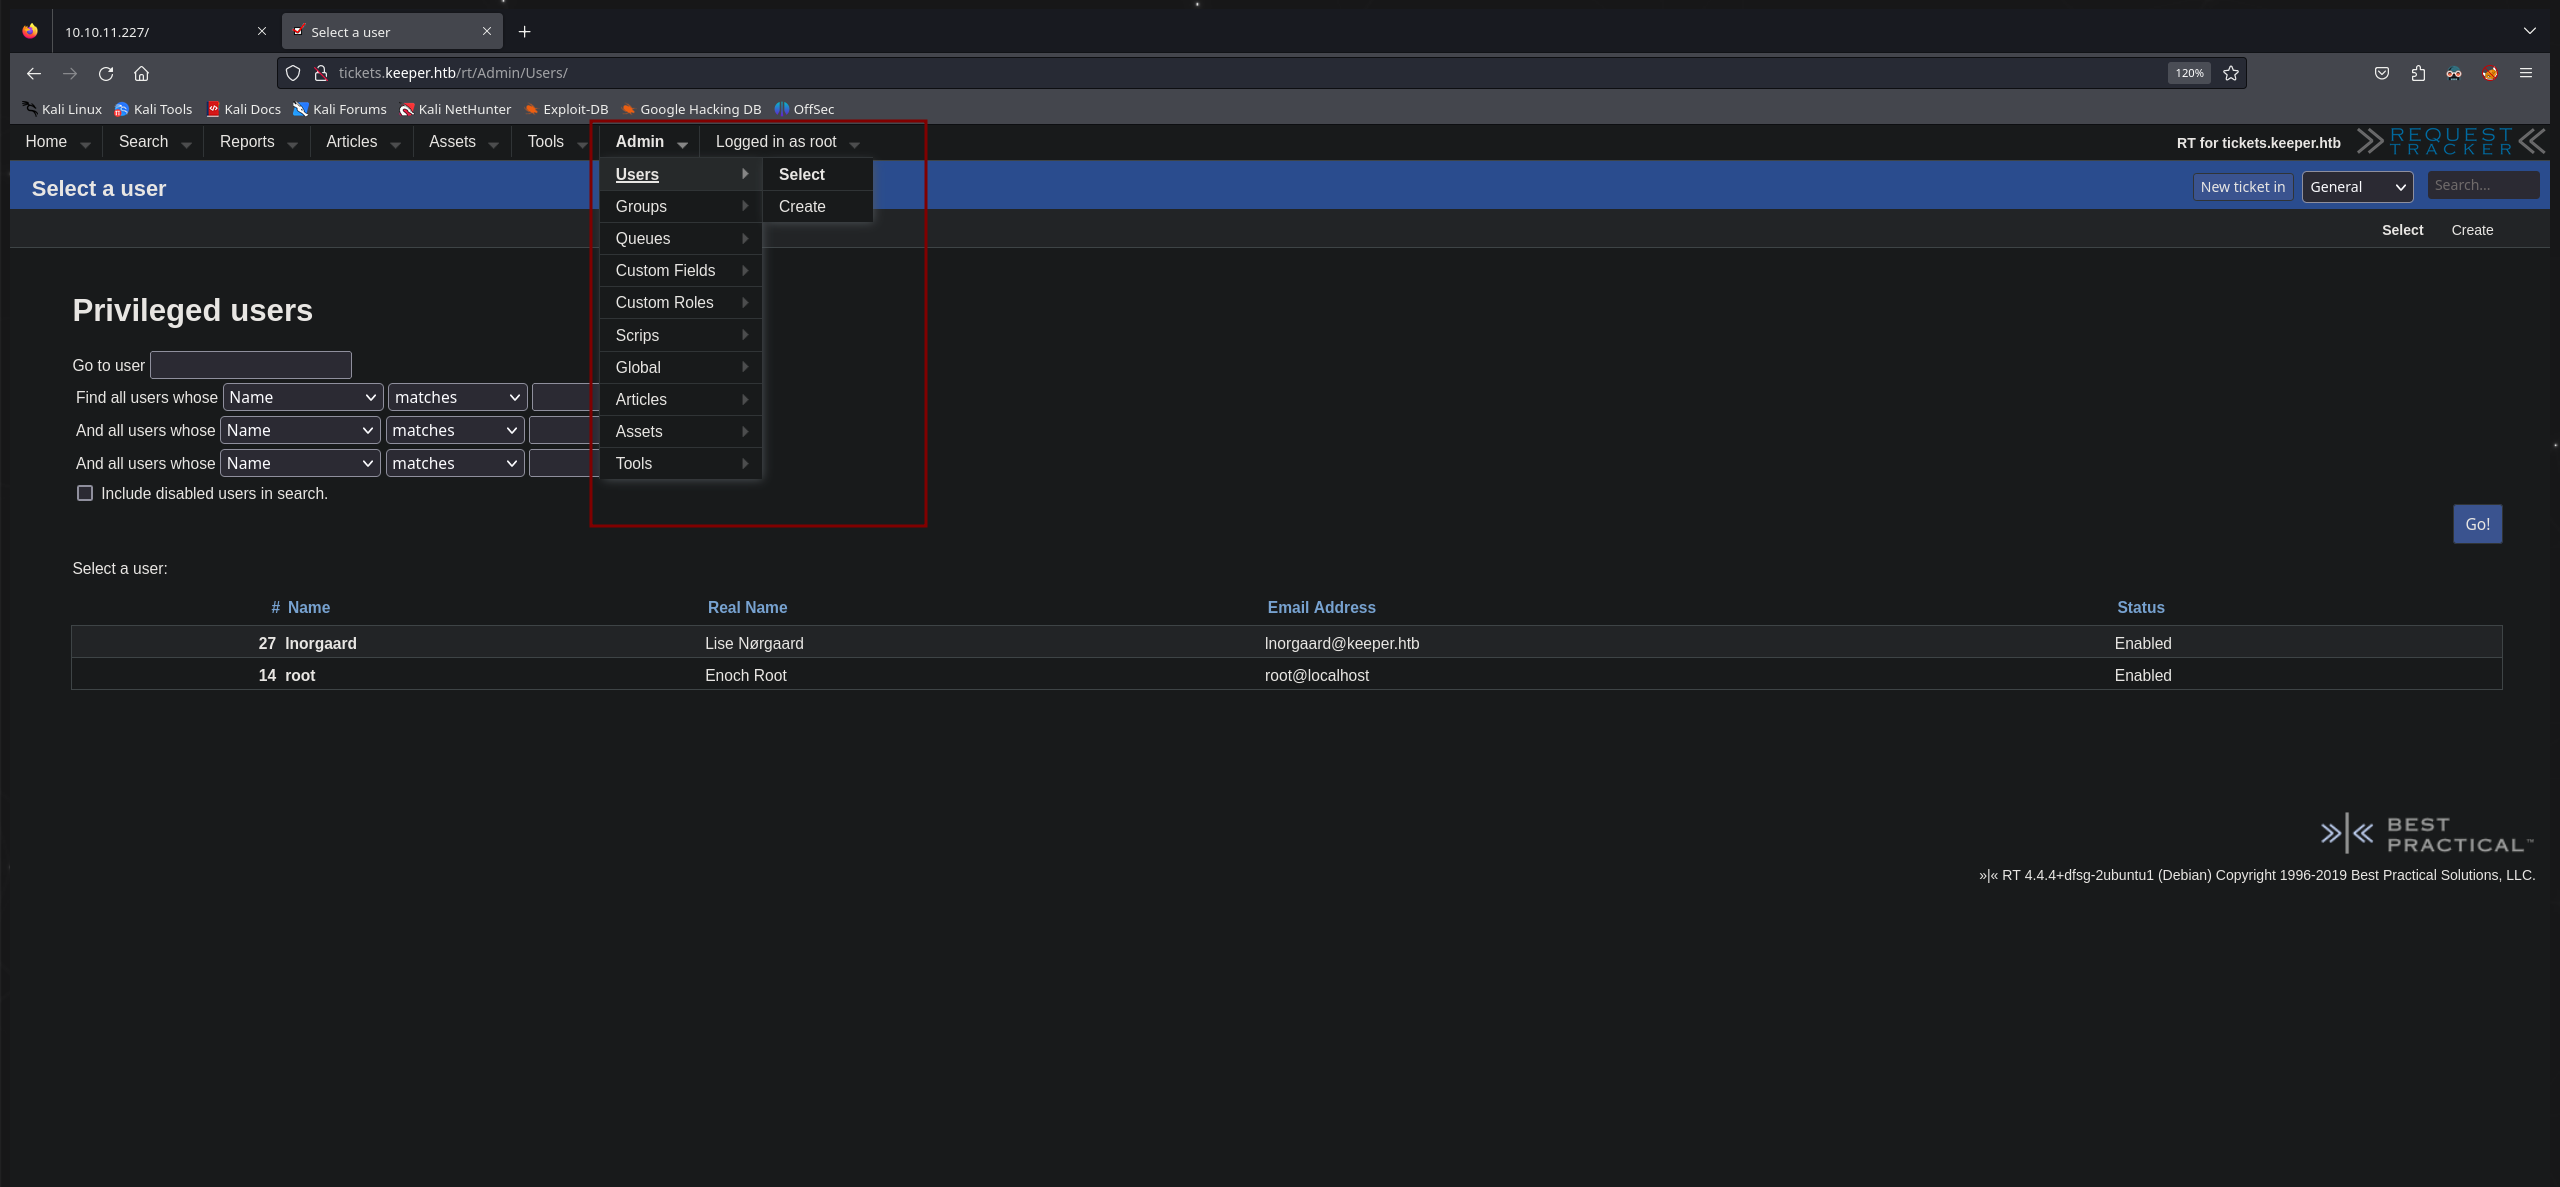 10.10.11.227/
Select a user
tickets.keeper.htb/rt/Admin/Users/
120%
Kali Linux Kali Tools Kali Docs Kali Forums Kali NetHunter Exploit-DB Google Hacking DB OffSec
Home Search Reports Articles Assets Tools Admin Logged in as root RT for tickets.keeper.htb REQUEST TRACKER
Select a user
New ticket in General Search...
Users Select
Groups Create
Queues
Custom Fields
Custom Roles
Scrips
Global
Articles
Assets
Tools
Select Create
Privileged users
Go to user
Find all users whose Name matches
And all users whose Name matches
And all users whose Name matches
Include disabled users in search.
Go!
Select a user:
# Name Real Name Email Address Status
27 lnorgaard Lise Nørgaard lnorgaard@keeper.htb Enabled
14 root Enoch Root root@localhost Enabled
BEST
PRACTICAL™
»|« RT 4.4.4+dfsg-2ubuntu1 (Debian) Copyright 1996-2019 Best Practical Solutions, LLC.